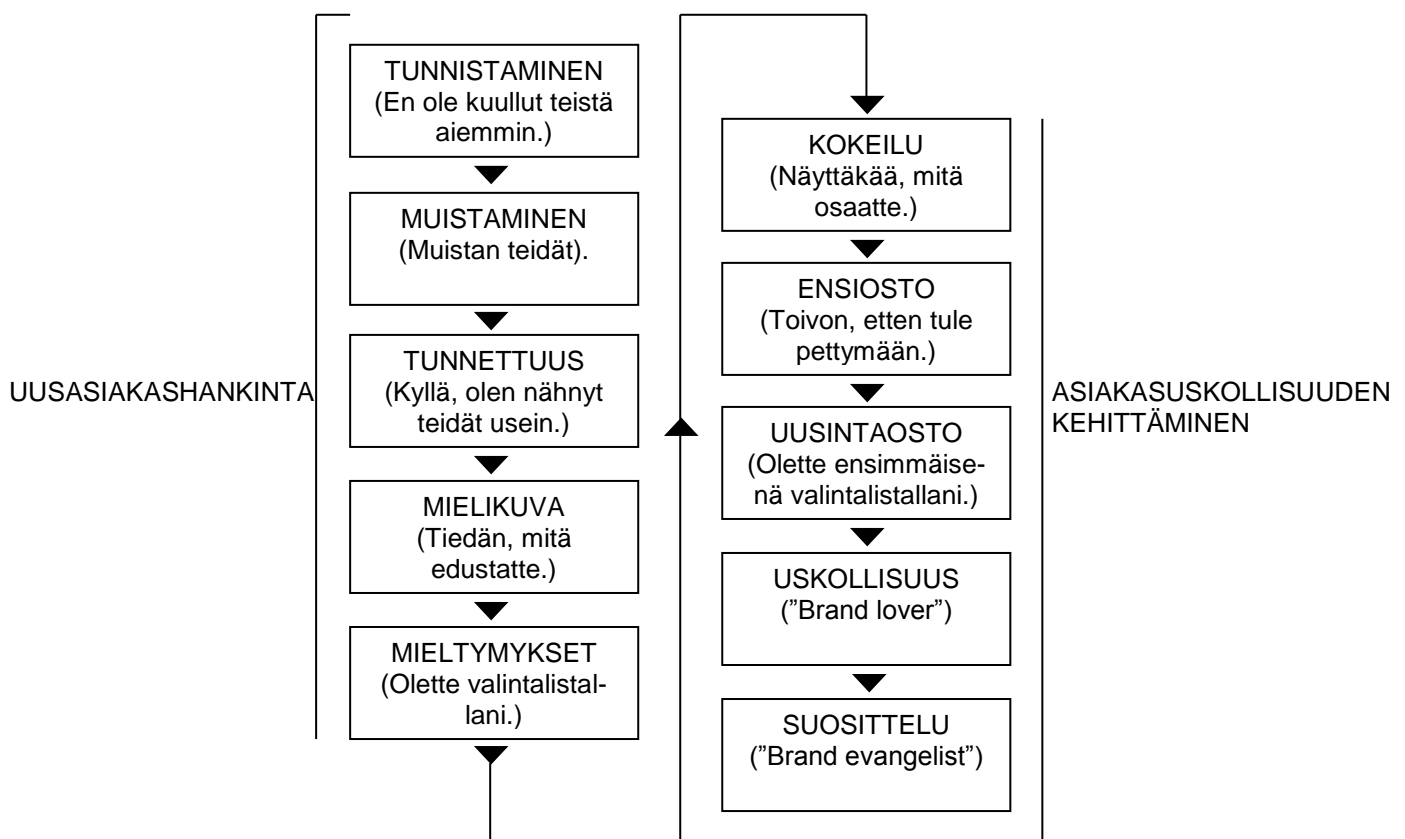 UUSASIAKASHANKINTA
TUNNISTAMINEN
(En ole kuullut teistä
aiemmin.)
MUISTAMINEN
(Muistan teidät).
TUNNETTUUS
(Kyllä, olen nähnyt
teidät usein.)
MIELIKUVA
(Tiedän, mitä
edustatte.)
MIELTYMYKSET
(Olette valintalistal-
lani.)
KOKEILU
(Näyttäkää, mitä
osaatte.)
ENSIOSTO
(Toivon, etten tule
pettymään.)
UUSINTAOSTO
(Olette ensimmäise-
nä valintalistallani.)
USKOLLISUUS
(”Brand lover”)
SUOSITTELU
(”Brand evangelist”)
ASIAKASUSKOLLISUUDEN
KEHITTÄMINEN